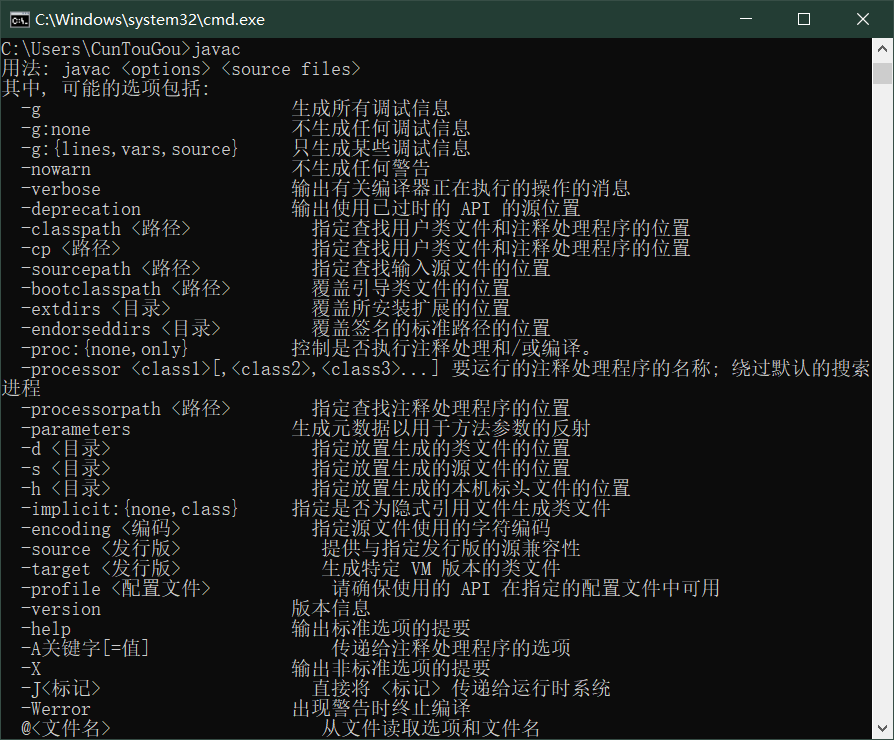 C:\Windows\system32\cmd.exe
C:\Users\CunTouGou>javac
用法: javac <options> <source files>
其中, 可能的选项包括:
-g 生成所有调试信息
-g:none 不生成任何调试信息
-g:{lines,vars,source} 只生成某些调试信息
-nowarn 不生成任何警告
-verbose 输出有关编译器正在执行的操作的消息
-deprecation 输出使用已过时的 API 的源位置
-classpath <路径> 指定查找用户类文件和注释处理程序的位置
-cp <路径> 指定查找用户类文件和注释处理程序的位置
-sourcepath <路径> 指定查找输入源文件的位置
-bootclasspath <路径> 覆盖引导类文件的位置
-extdirs <目录> 覆盖所安装扩展的位置
-endorseddirs <目录> 覆盖签名的标准路径的位置
-proc:{none,only} 控制是否执行注释处理和/或编译。
-processor <class1>[,<class2>,<class3>...] 要运行的注释处理程序的名称; 绕过默认的搜索
进程
-processorpath <路径> 指定查找注释处理程序的位置
-parameters 生成元数据以用于方法参数的反射
-d <目录> 指定放置生成的类文件的位置
-s <目录> 指定放置生成的源文件的位置
-h <目录> 指定放置生成的本机标头文件的位置
-implicit:{none,class} 指定是否为隐式引用文件生成类文件
-encoding <编码> 指定源文件使用的字符编码
-source <发行版> 提供与指定发行版的源兼容性
-target <发行版> 生成特定 VM 版本的类文件
-profile <配置文件> 请确保使用的 API 在指定的配置文件中可用
-version 版本信息
-help 输出标准选项的提要
-A关键字[=值] 传递给注释处理程序的选项
-X 输出非标准选项的提要
-J<标记> 直接将 <标记> 传递给运行时系统
-Werror 出现警告时终止编译
@<文件名> 从文件读取选项和文件名